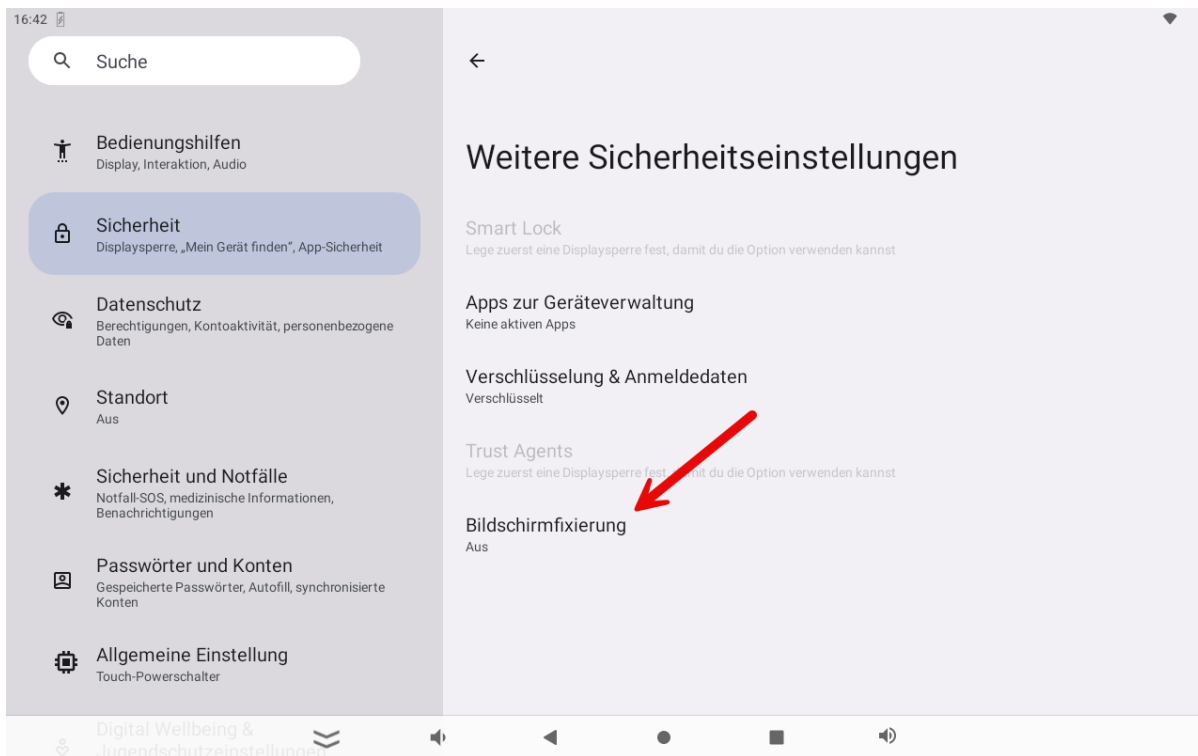 16:42
Suche
Bedienungshilfen
Display, Interaktion, Audio
Sicherheit
Displaysperre, „Mein Gerät finden“, App-Sicherheit
Datenschutz
Berechtigungen, Kontoaktivität, personenbezogene
Daten
Standort
Aus
Sicherheit und Notfälle
Notfall-SOS, medizinische Informationen,
Benachrichtigungen
Passwörter und Konten
Gespeicherte Passwörter, Autofill, synchronisierte
Konten
Allgemeine Einstellung
Touch-Powerschalter
Digital Wellbeing &
Jugendschutzeinstellungen
Weitere Sicherheitseinstellungen
Smart Lock
Lege zuerst eine Displaysperre fest, damit du die Option verwenden kannst
Apps zur Geräteverwaltung
Keine aktiven Apps
Verschlüsselung & Anmeldedaten
Verschlüsselt
Trust Agents
Lege zuerst eine Displaysperre fest, damit du die Option verwenden kannst
Bildschirmfixierung
Aus